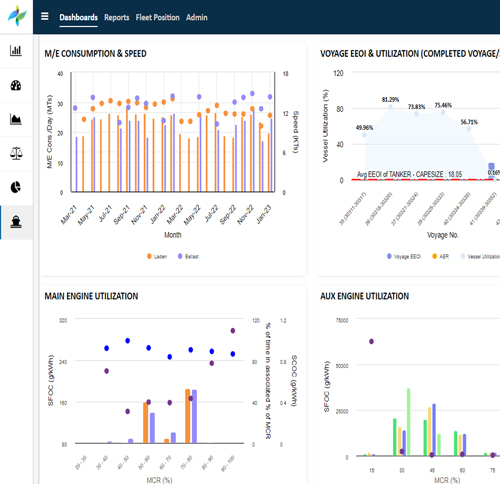 Dashboards Reports Fleet Position Admin
M/E CONSUMPTION & SPEED
40
30
20
10
0
M/E Cons./Day (MTs)
18
12
6
0
Speed (KTs)
Mar-21 May-21 Jul-21 Sep-21 Nov-21 Jan-22 Mar-22 May-22 Jul-22 Sep-22 Nov-22 Jan-23
Month
Laden Ballast
VOYAGE EEOI & UTILIZATION (COMPLETED VOYAGE/
120
80
40
0
Vessel Utilization (%)
49.96%
81.29%
73.83%
75.46%
56.71%
0.16%
Avg EEOI of TANKER - CAPESIZE : 18.05
Voyage No.
Voyage EEOI AER Vessel Utilizatio
MAIN ENGINE UTILIZATION
320
240
160
80
SFOC (g/kWh)
120
80
40
0
% of time in associated % of MCR
1.2
0.8
0.4
0
SCOC (g/kWh)
20 - 30 30 - 40 40 - 50 50 - 60 60 - 70 70 - 80 80 - 90 90 - 100
MCR (%)
AUX ENGINE UTILIZATION
75000
50000
25000
0
SFOC (g/kWh)
15 30 45 60 75
MCR (%)